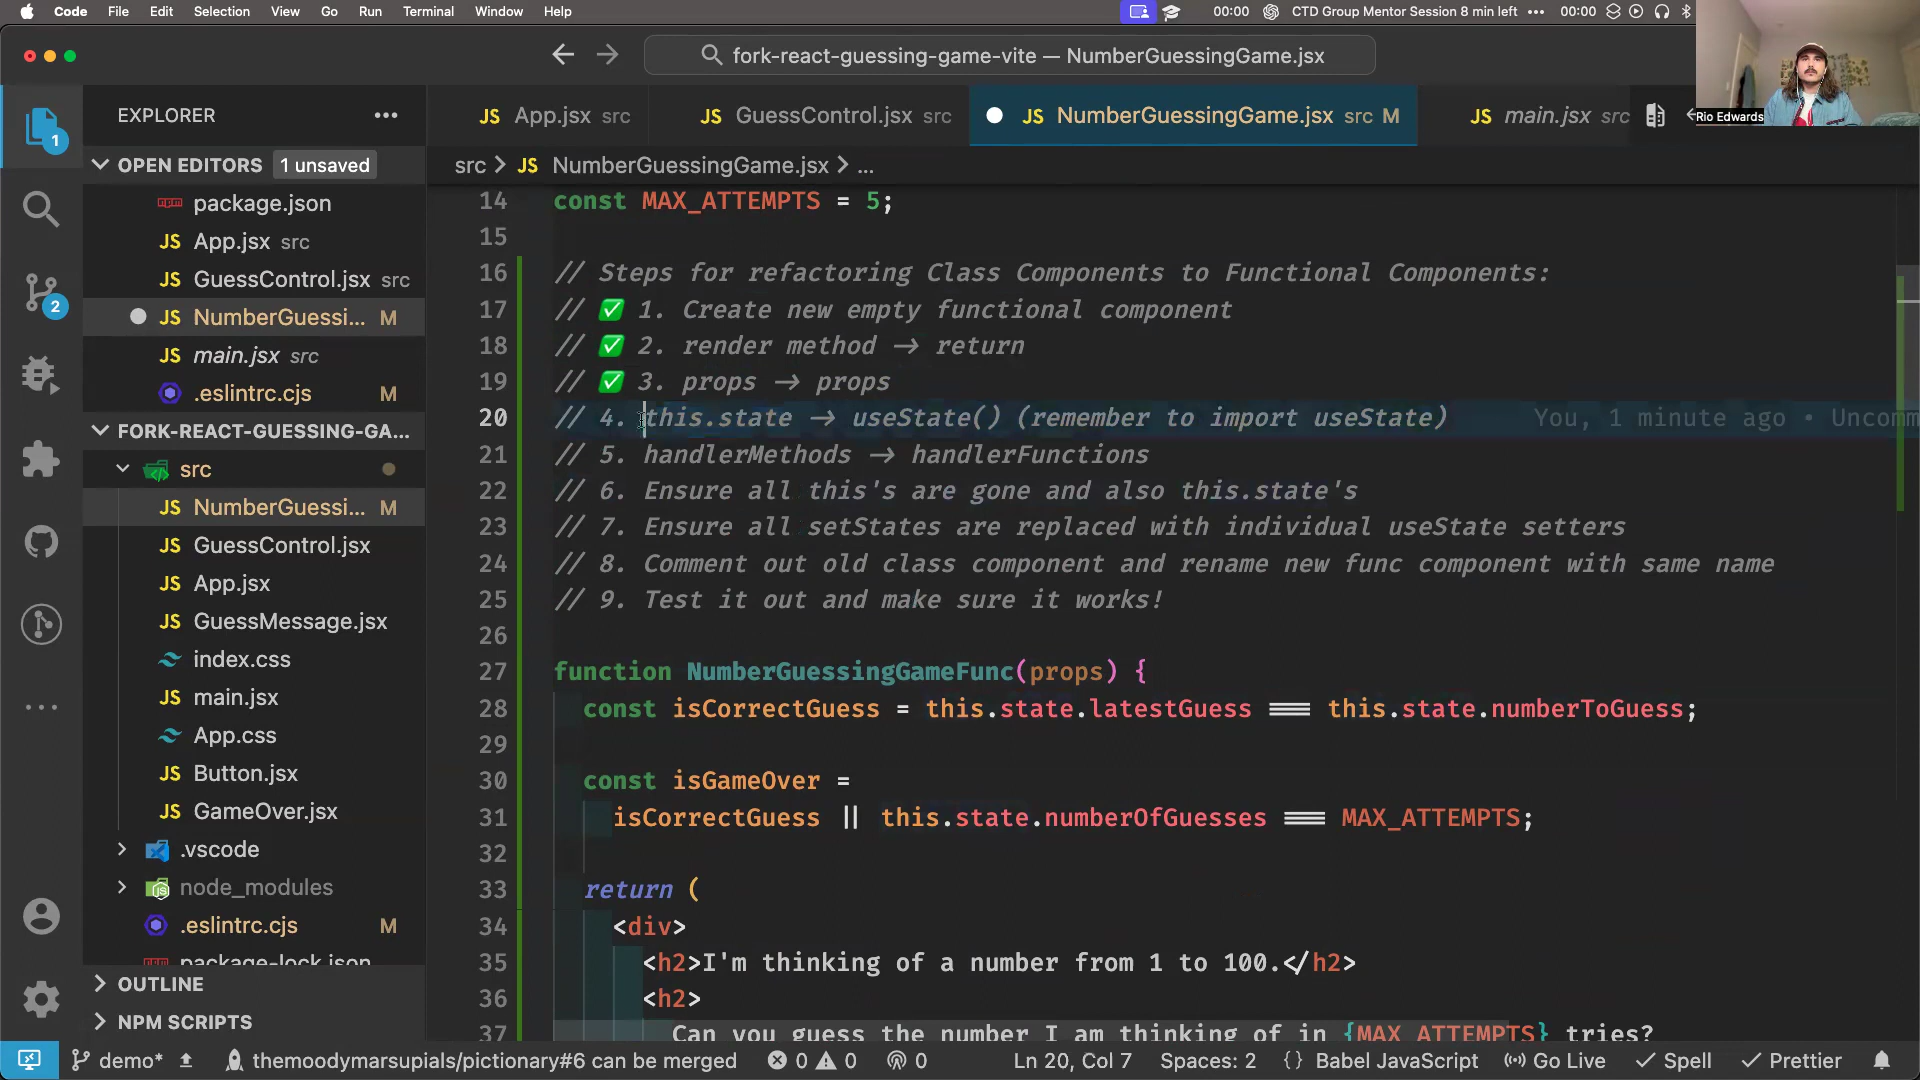 Code File Edit Selection View Go Run Terminal Window Help 00:00 CTD Group Mentor Session 8 min left 00:00
fork-react-guessing-game-vite — NumberGuessingGame.jsx
Rio Edwards
EXPLORER
JS App.jsx src JS GuessControl.jsx src JS NumberGuessingGame.jsx src M JS main.jsx src
OPEN EDITORS 1 unsaved
src > JS NumberGuessingGame.jsx > ...
package.json
JS App.jsx src
JS GuessControl.jsx src
JS NumberGuessi... M
JS main.jsx src
.eslintrc.cjs M
FORK-REACT-GUESSING-GA...
src
JS NumberGuessi... M
JS GuessControl.jsx
JS App.jsx
JS GuessMessage.jsx
index.css
JS main.jsx
App.css
JS Button.jsx
JS GameOver.jsx
.vscode
node_modules
.eslintrc.cjs M
package-lock.json
OUTLINE
NPM SCRIPTS
1
2
14 const MAX_ATTEMPTS = 5;
15
16 // Steps for refactoring Class Components to Functional Components:
17 // ✅ 1. Create new empty functional component
18 // ✅ 2. render method → return
19 // ✅ 3. props → props
20 // 4. this.state → useState() (remember to import useState) You, 1 minute ago • Uncomm
21 // 5. handlerMethods → handlerFunctions
22 // 6. Ensure all this's are gone and also this.state's
23 // 7. Ensure all setStates are replaced with individual useState setters
24 // 8. Comment out old class component and rename new func component with same name
25 // 9. Test it out and make sure it works!
26
27 function NumberGuessingGameFunc(props) {
28 const isCorrectGuess = this.state.latestGuess === this.state.numberToGuess;
29
30 const isGameOver =
31 isCorrectGuess || this.state.numberOfGuesses === MAX_ATTEMPTS;
32
33 return (
34 <div>
35 <h2>I'm thinking of a number from 1 to 100.</h2>
36 <h2>
37 Can you guess the number I am thinking of in {MAX_ATTEMPTS} tries?
demo* themoodymarsupials/pictionary#6 can be merged 0 0 0 Ln 20, Col 7 Spaces: 2 {} Babel JavaScript Go Live Spell Prettier